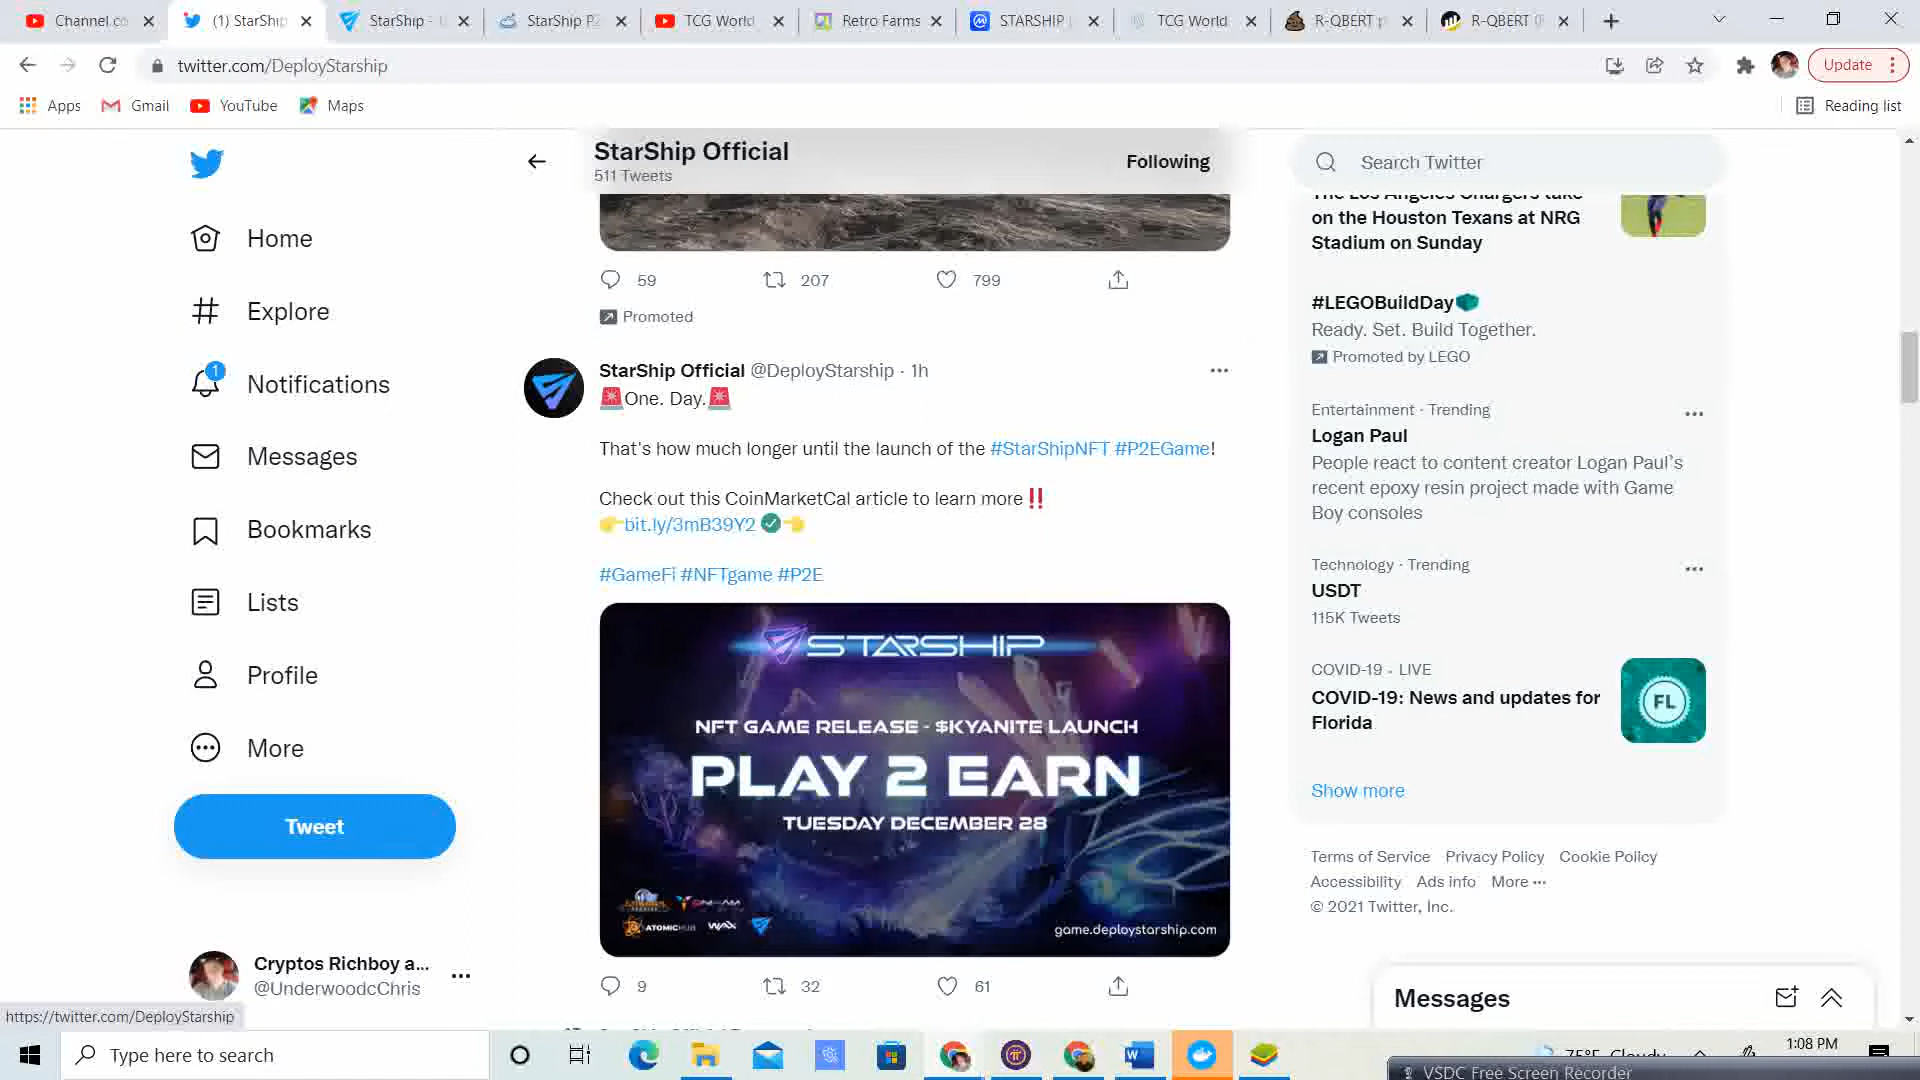 Channel.co
(1) StarShip
StarShip -
StarShip P2
TCG World
Retro Farms
STARSHIP
TCG World
R-QBERT p
R-QBERT
twitter.com/DeployStarship
Update
Apps
Gmail
YouTube
Maps
Reading list
StarShip Official
511 Tweets
Following
Search Twitter
Home
Explore
1
Notifications
Messages
Bookmarks
Lists
Profile
More
Tweet
Cryptos Richboy a...
@UnderwoodcChris
59
207
799
Promoted
StarShip Official @DeployStarship · 1h
🚨One. Day.🚨
That's how much longer until the launch of the #StarShipNFT #P2EGame!
Check out this CoinMarketCal article to learn more‼️
👉bit.ly/3mB39Y2 ✅👈
#GameFi #NFTgame #P2E
STARSHIP
NFT GAME RELEASE - $KYANITE LAUNCH
PLAY 2 EARN
TUESDAY DECEMBER 28
ATOMICHUB
WAX
game.deploystarship.com
9
32
61
The Los Angeles Chargers take
on the Houston Texans at NRG
Stadium on Sunday
#LEGOBuildDay
Ready. Set. Build Together.
Promoted by LEGO
Entertainment · Trending
Logan Paul
People react to content creator Logan Paul's
recent epoxy resin project made with Game
Boy consoles
Technology · Trending
USDT
115K Tweets
COVID-19 - LIVE
COVID-19: News and updates for
Florida
FL
Show more
Terms of Service Privacy Policy Cookie Policy
Accessibility Ads info More ···
© 2021 Twitter, Inc.
Messages
https://twitter.com/DeployStarship
Type here to search
75°F Cloudy
1:08 PM
VSDC Free Screen Recorder